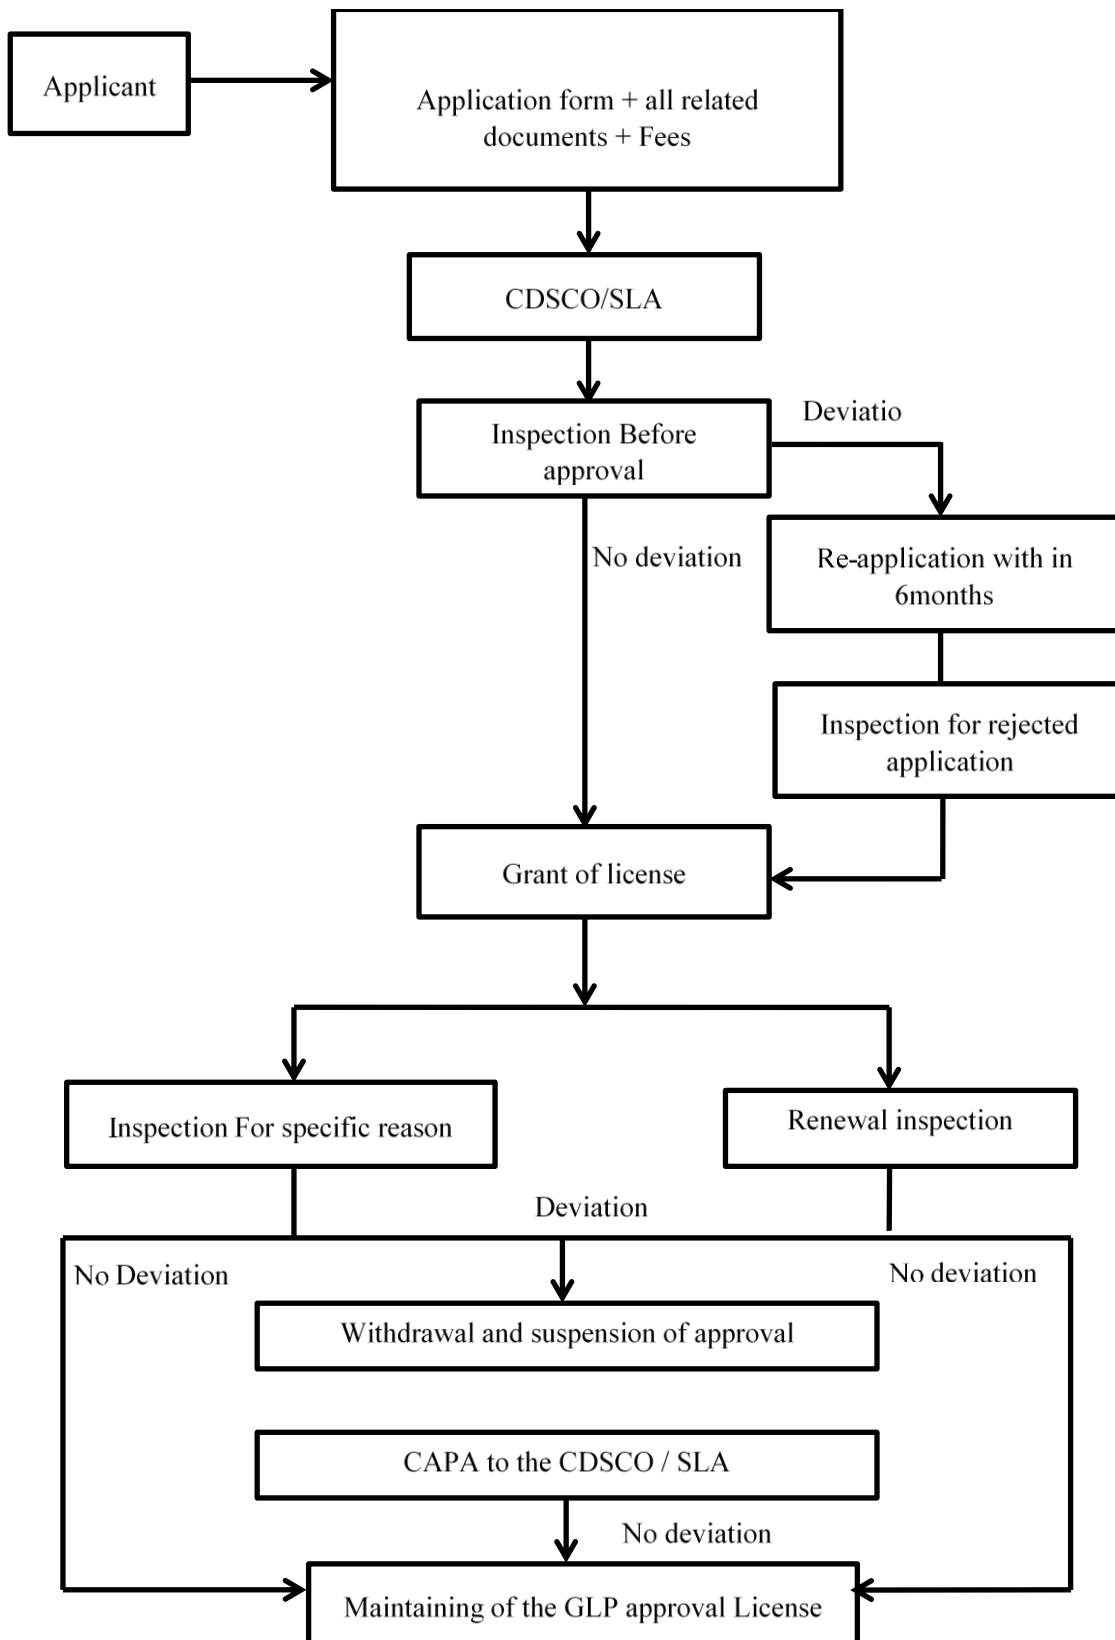 Applicant
Application form + all related
documents + Fees
CDSCO/SLA
Inspection Before
approval
Deviatio
No deviation
Re-application with in
6months
Inspection for rejected
application
Grant of license
Inspection For specific reason
Renewal inspection
Deviation
No Deviation
No deviation
Withdrawal and suspension of approval
CAPA to the CDSCO / SLA
No deviation
Maintaining of the GLP approval License